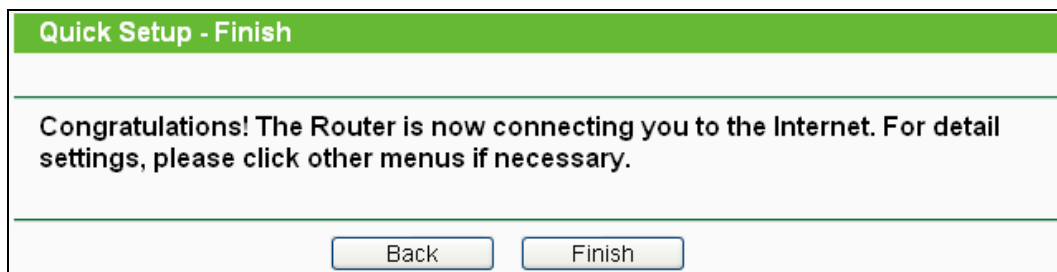 Quick Setup - Finish
Congratulations! The Router is now connecting you to the Internet. For detail
settings, please click other menus if necessary.
Back Finish